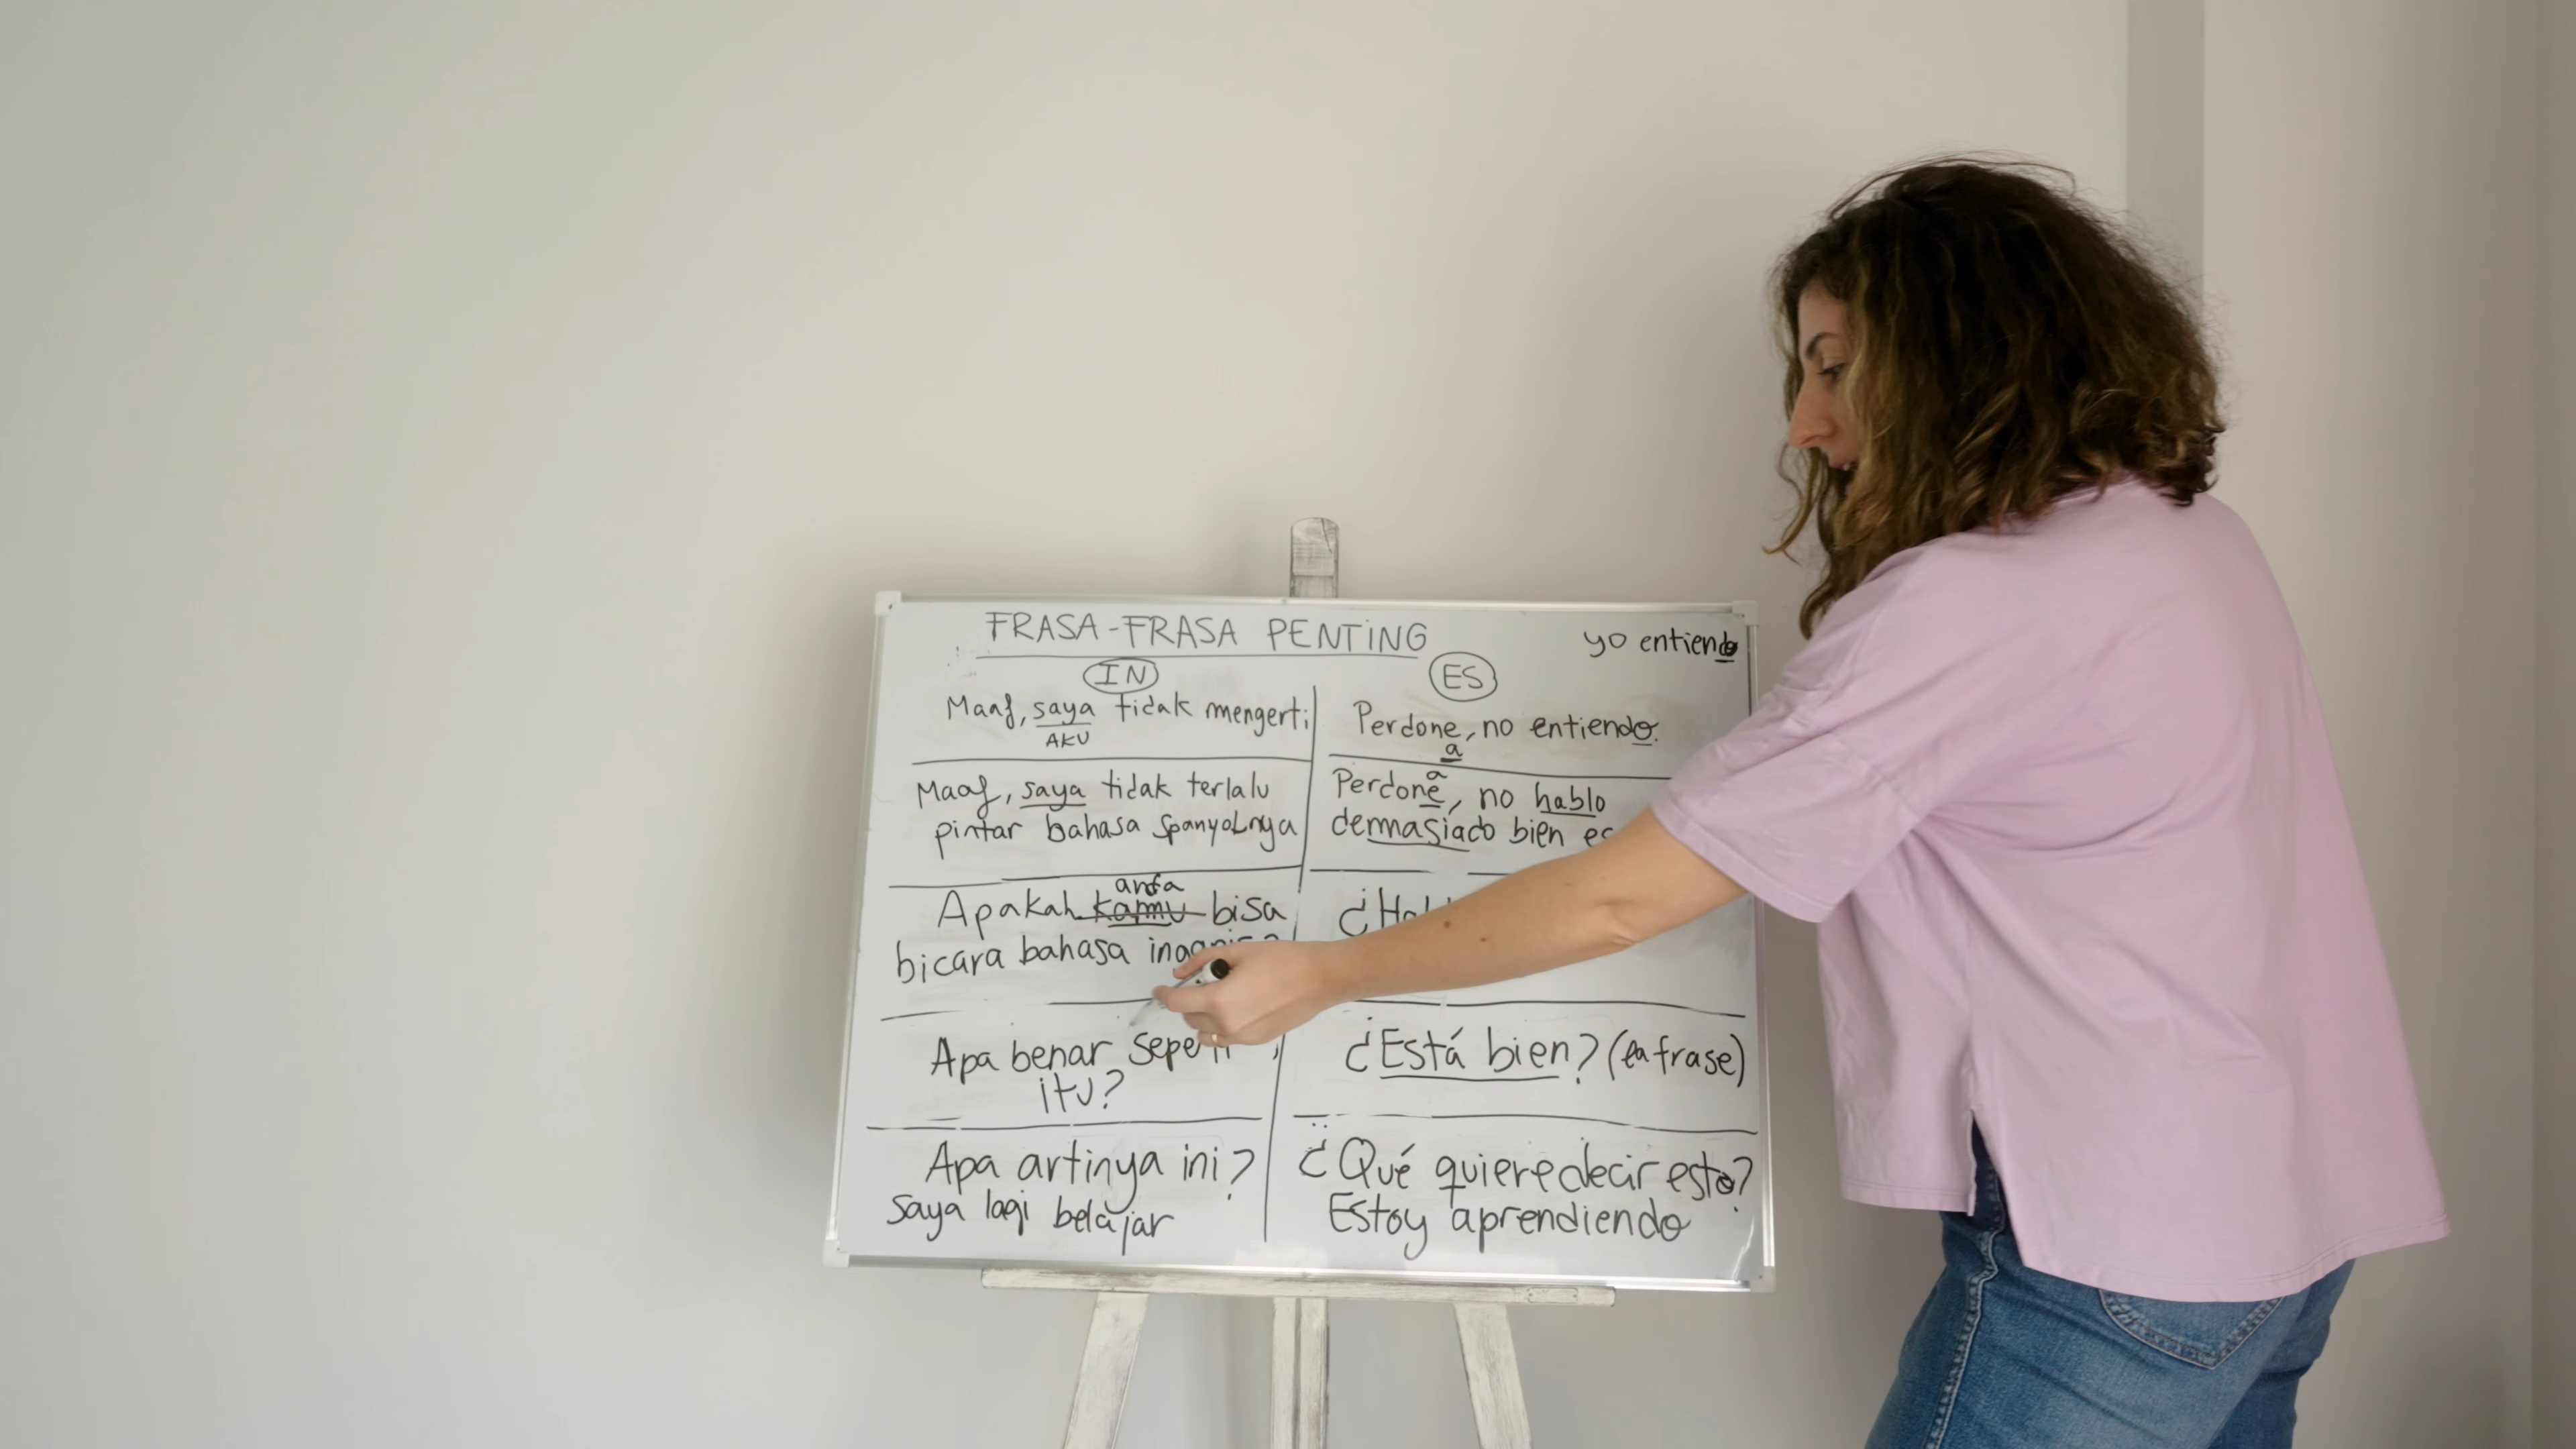 FRASA-FRASA PENTING
yo entiendo
IN
ES
Maaf, saya tidak mengerti
AKU
Perdone, no entiendo.
a
Maaf, saya tidak terlalu
pintar bahasa spanyolnya
a
Perdone, no hablo
demasiado bien es
anda
Apakah kamu bisa
bicara bahasa
¿Ha
Apa benar
itu?
¿Está bien? (la frase)
Apa artinya ini?
saya lagi belajar
¿Qué quiere decir esto?
Estoy aprendiendo